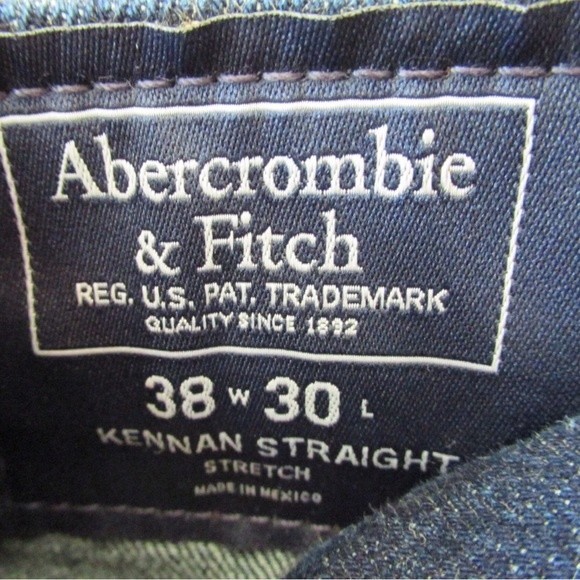 Abercrombie
& Fitch
REG. U.S. PAT. TRADEMARK
QUALITY SINCE 1892
38 W 30 L
KENNAN STRAIGHT
STRETCH
MADE IN MEXICO